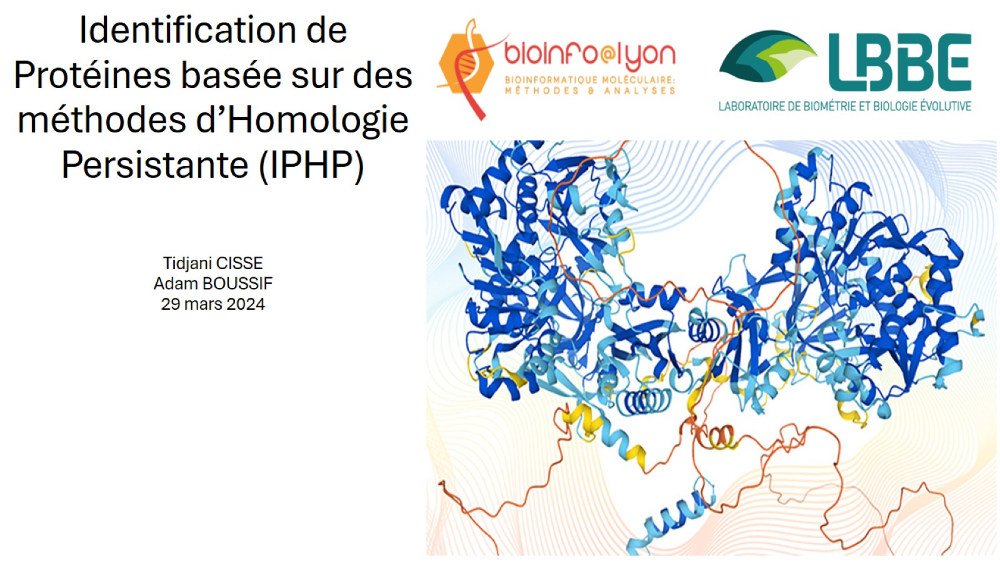 Identification de
Protéines basée sur des
méthodes d’Homologie
Persistante (IPHP)
Tidjani CISSE
Adam BOUSSIF
29 mars 2024
bioinfo@lyon
BIOINFORMATIQUE MOLÉCULAIRE:
MÉTHODES & ANALYSES
LBBE
LABORATOIRE DE BIOMÉTRIE ET BIOLOGIE ÉVOLUTIVE